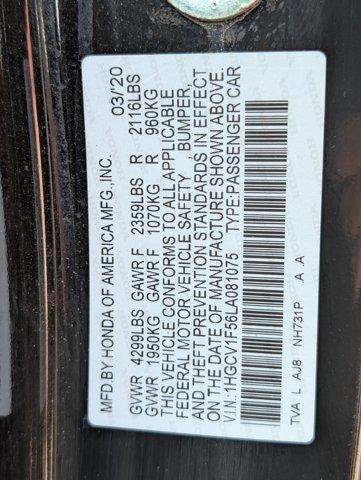 MFD BY HONDA OF AMERICA MFG., INC. 03/20
GVWR 4299LBS GAWR F 2359LBS R 2116LBS
GVWR 1950KG GAWR F 1070KG R 960KG
THIS VEHICLE CONFORMS TO ALL APPLICABLE
FEDERAL MOTOR VEHICLE SAFETY, BUMPER,
AND THEFT PREVENTION STANDARDS IN EFFECT
ON THE DATE OF MANUFACTURE SHOWN ABOVE.
V.I.N: 1HGCV1F56LA081075 TYPE: PASSENGER CAR
TVA L AJ8 NH731P A A